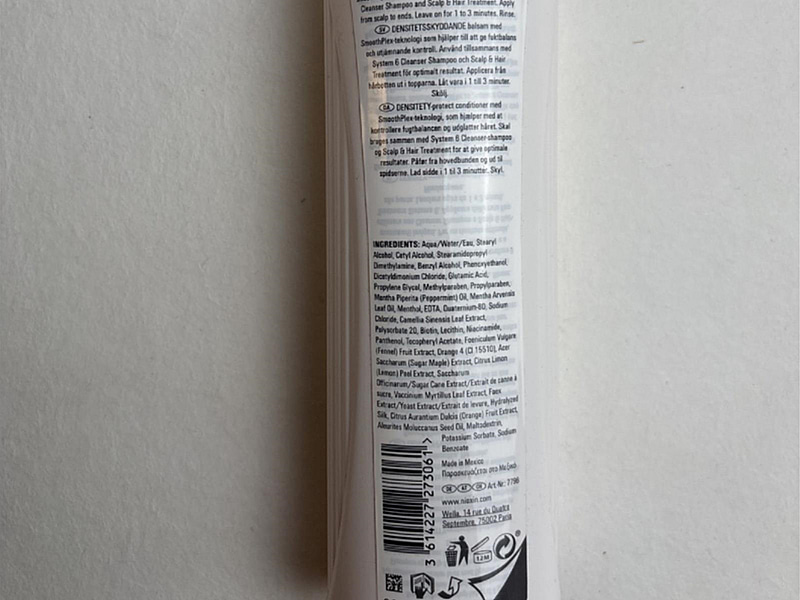 Cleanser Shampoo and Scalp & Hair Treatment. Apply
from scalp to ends. Leave on for 1 to 3 minutes. Rinse.
SV DENSITETSSKYDDANDE balsam med
SmoothPlex-teknologi som hjälper till att ge fuktbalans
och utjämnande kontroll. Använd tillsammans med
System 6 Cleanser Shampoo och Scalp & Hair
Treatment för optimalt resultat. Applicera från
hårbotten ut i topparna. Låt vara i 1 till 3 minuter.
Skölj.
DA DENSITETY-protect conditioner med
SmoothPlex-teknologi, som hjælper med at
kontrollere fugtbalancen og udglatter håret. Skal
bruges sammen med System 6 Cleanser-shampoo
og Scalp & Hair Treatment for at give optimale
resultater. Påfør fra hovedbunden og ud til
spidserne. Lad sidde i 1 til 3 minutter. Skyl.
INGREDIENTS: Aqua/Water/Eau, Stearyl
Alcohol, Cetyl Alcohol, Stearamidopropyl
Dimethylamine, Benzyl Alcohol, Phenoxyethanol,
Dicetyldimonium Chloride, Glutamic Acid,
Propylene Glycol, Methylparaben, Propylparaben,
Mentha Piperita (Peppermint) Oil, Mentha Arvensis
Leaf Oil, Menthol, EDTA, Quaternium-80, Sodium
Chloride, Camellia Sinensis Leaf Extract,
Polysorbate 20, Biotin, Lecithin, Niacinamide,
Panthenol, Tocopheryl Acetate, Foeniculum Vulgare
(Fennel) Fruit Extract, Orange 4 (CI 15510), Acer
Saccharum (Sugar Maple) Extract, Citrus Limon
(Lemon) Peel Extract, Saccharum
Officinarum/Sugar Cane Extract/Extrait de canne à
sucre, Vaccinium Myrtillus Leaf Extract, Faex
Extract/Yeast Extract/Extrait de levure, Hydrolyzed
Silk, Citrus Aurantium Dulcis (Orange) Fruit Extract,
Aleurites Moluccanus Seed Oil, Maltodextrin,
Potassium Sorbate, Sodium
Benzoate
Made in Mexico
Παρασκευάζεται στο Μεξικό
DE AT CH Art-Nr: 7796
www.nioxin.com
Wella, 14 rue du Quatre
Septembre, 75002 Paris
3 614227 273061 >
12M